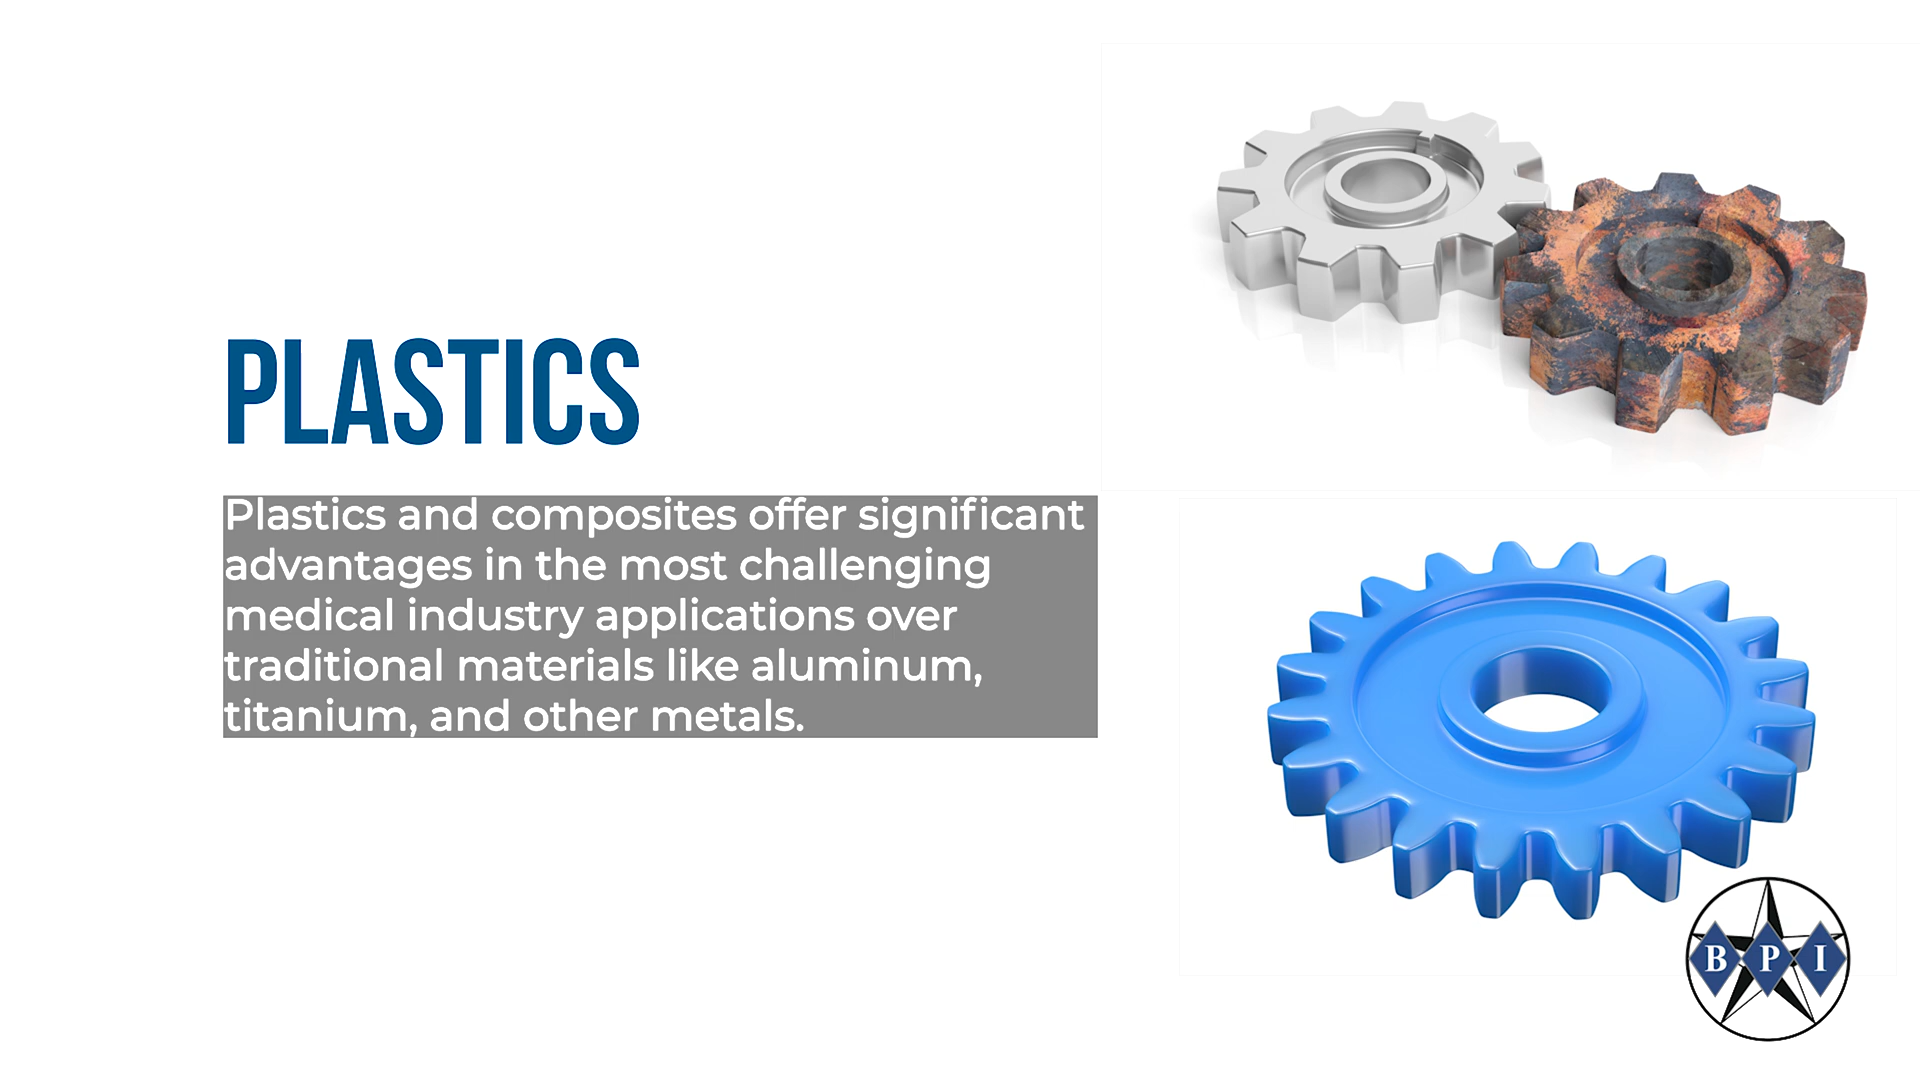 PLASTICS
Plastics and composites offer significant
advantages in the most challenging
medical industry applications over
traditional materials like aluminum,
titanium, and other metals.
B P I